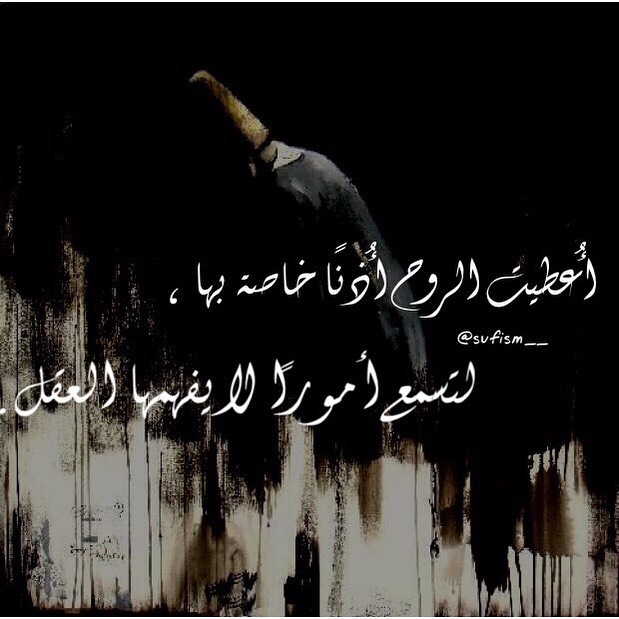 أُعطيت الروح أُذنًا خاصة بها ،
@sufism__
لتسمع أمورًا لا يفهمها العقل.